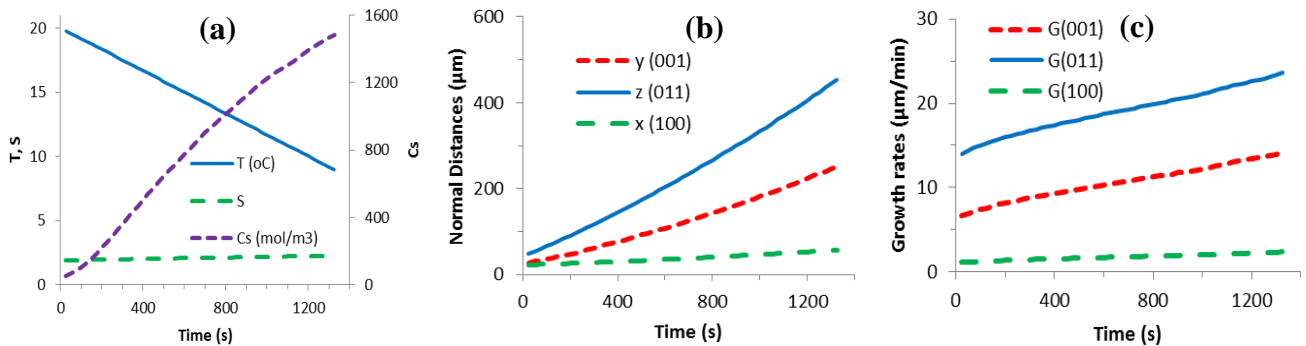 (a)
20
15
10
5
0
T, S
1600
1200
800
400
0
Cs
T (oC)
S
Cs (mol/m3)
0 400 800 1200
Time (s)
(b)
600
400
200
0
Normal Distances (µm)
y (001)
z (011)
x (100)
0 400 800 1200
Time (s)
(c)
30
20
10
0
Growth rates (µm/min)
G(001)
G(011)
G(100)
0 400 800 1200
Time (s)